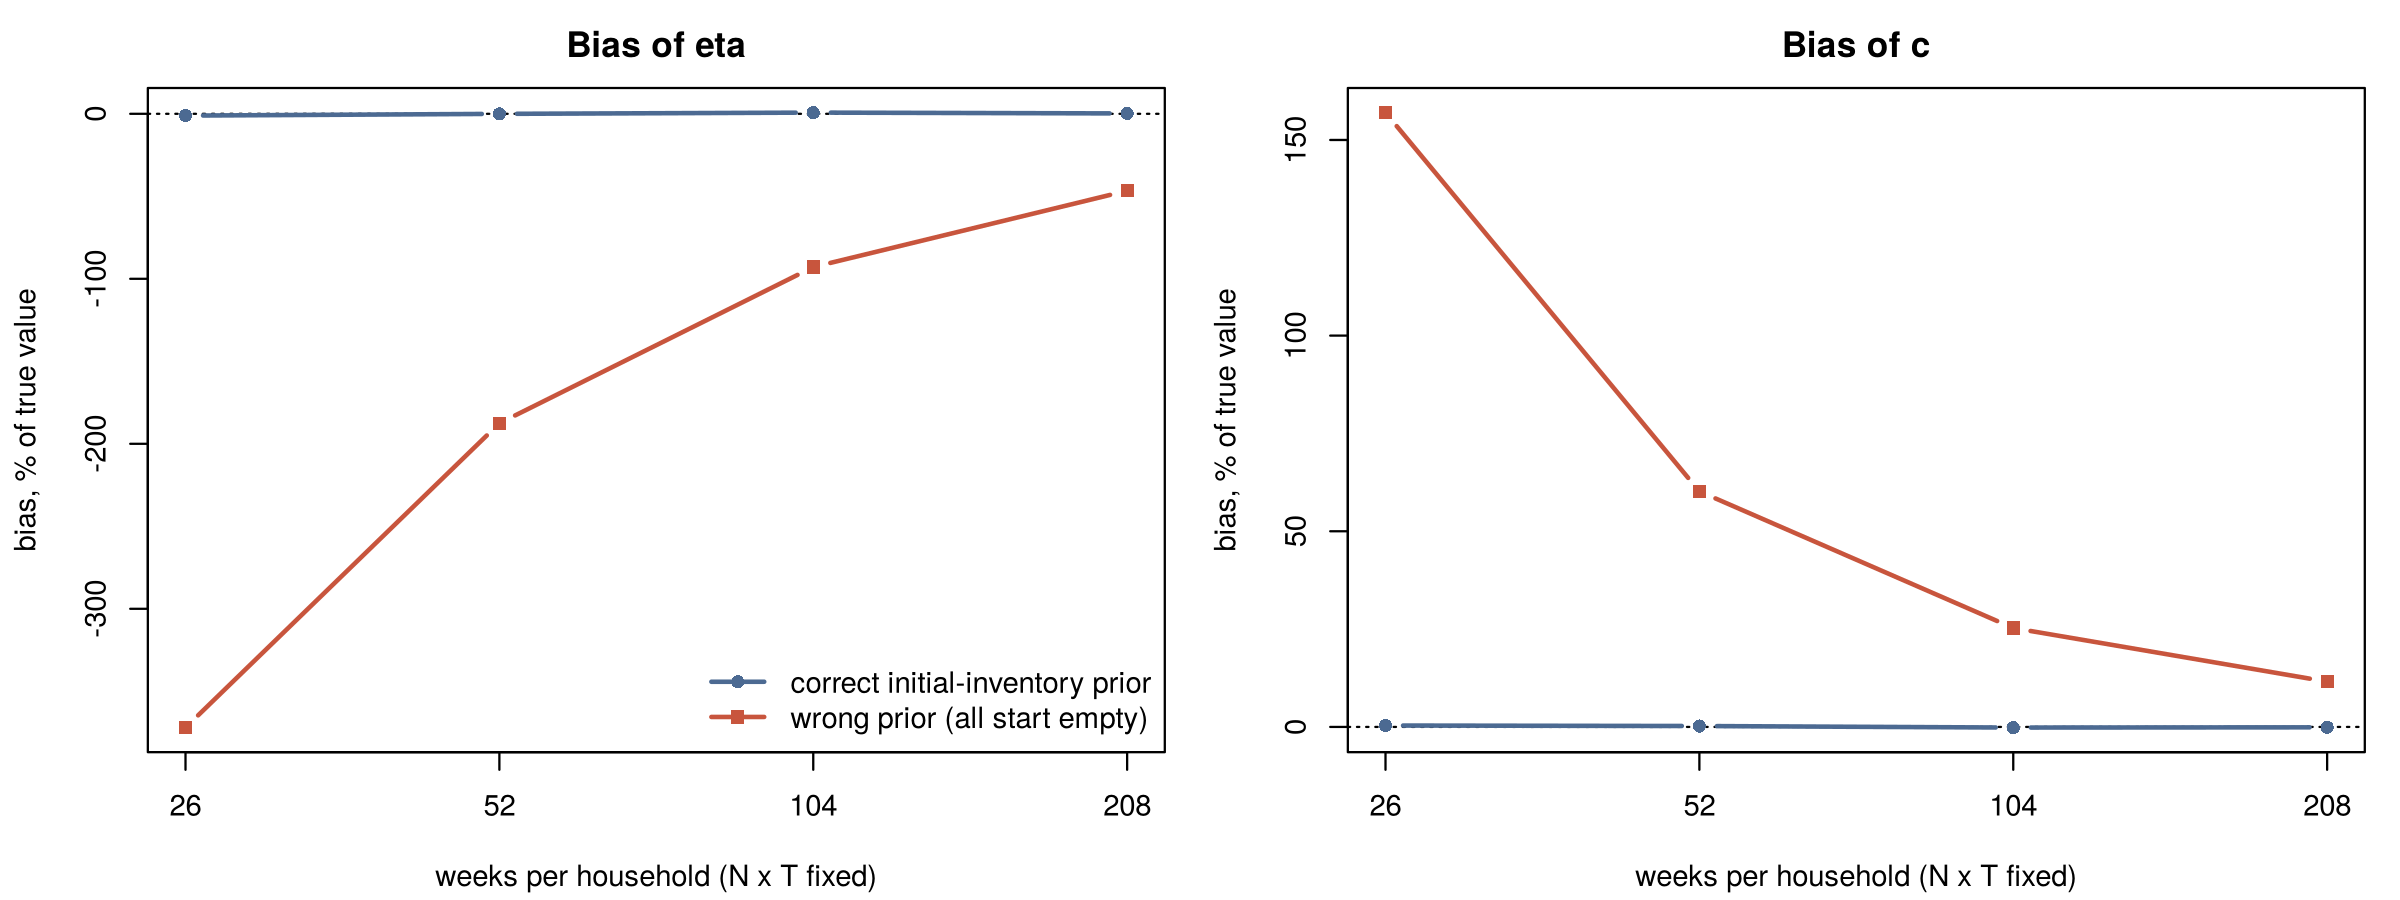 Bias of eta
bias, % of true value
0
-100
-200
-300
correct initial-inventory prior
wrong prior (all start empty)
26 52 104 208
weeks per household (N x T fixed)
Bias of c
bias, % of true value
150
100
50
0
26 52 104 208
weeks per household (N x T fixed)